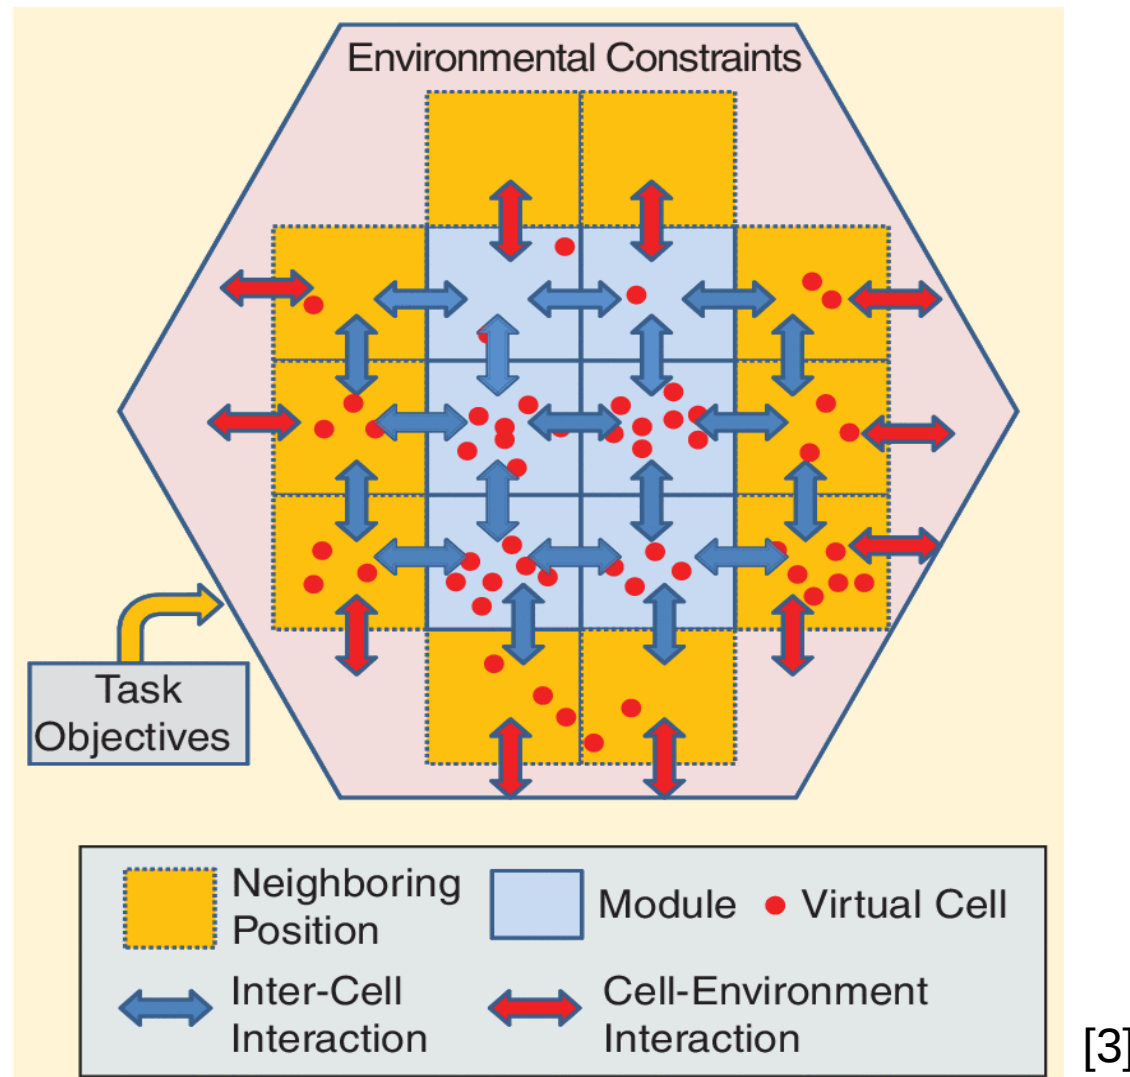 Environmental Constraints
Task
Objectives
Neighboring
Position
Module
Virtual Cell
Inter-Cell
Interaction
Cell-Environment
Interaction
[3]